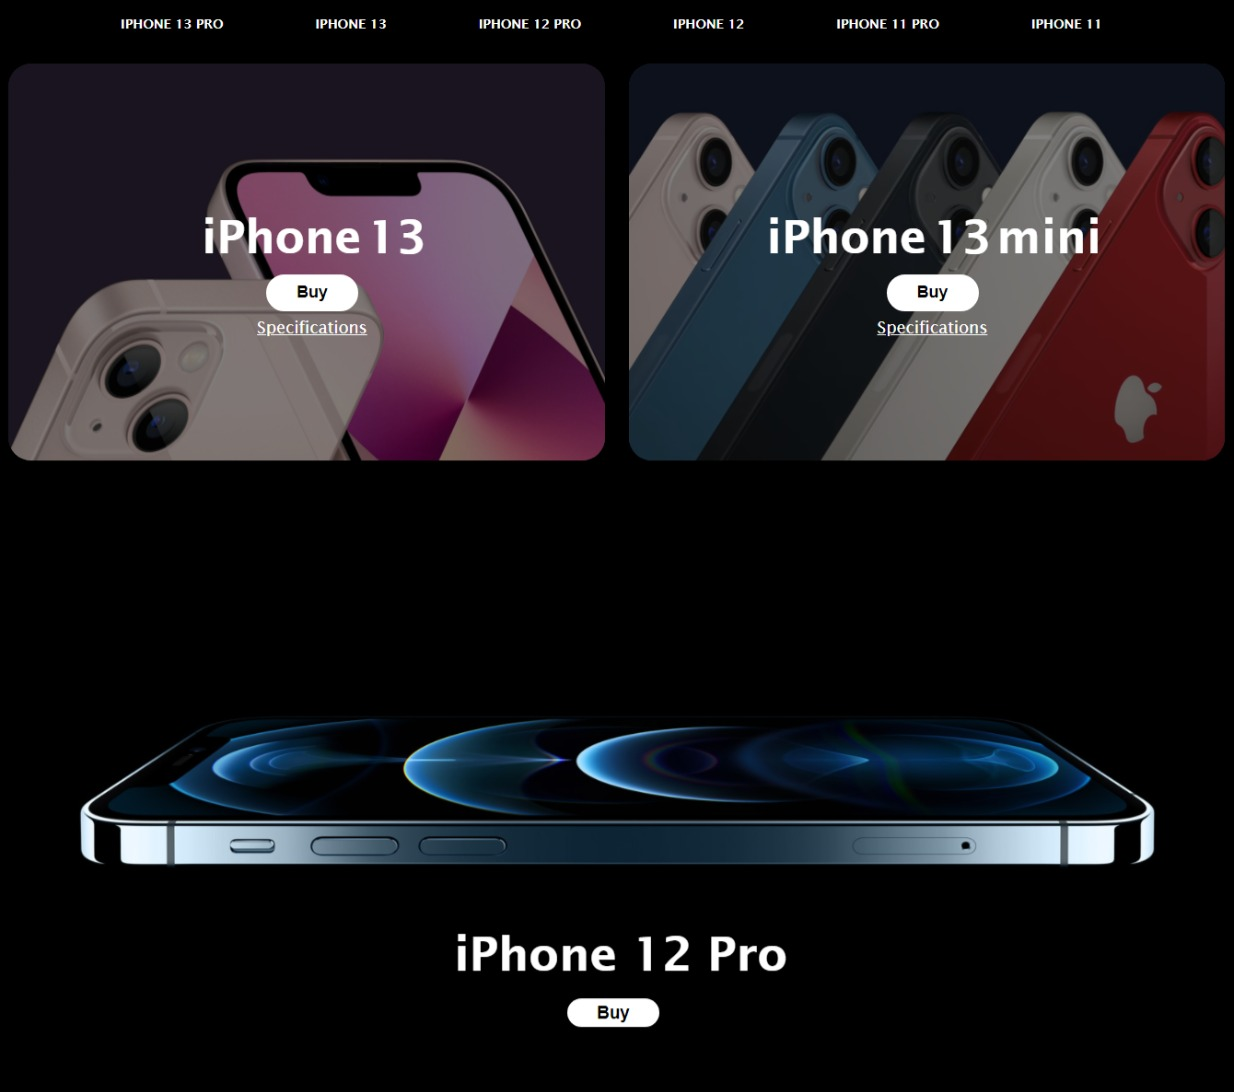 IPHONE 13 PRO IPHONE 13 IPHONE 12 PRO IPHONE 12 IPHONE 11 PRO IPHONE 11
iPhone 13
Buy
Specifications
iPhone 13 mini
Buy
Specifications
iPhone 12 Pro
Buy